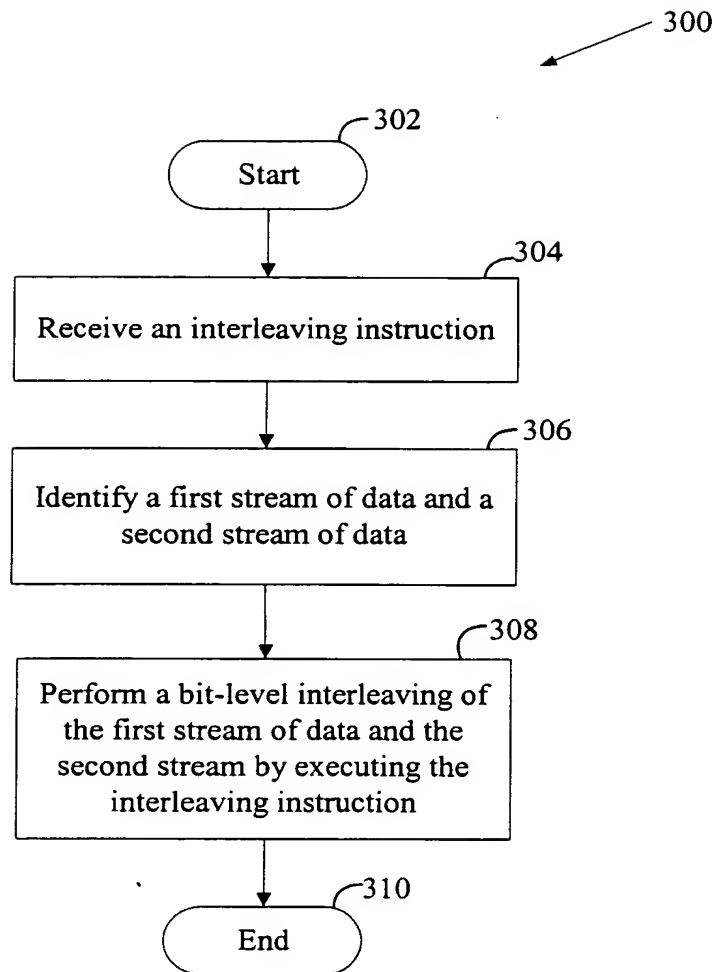 300
302
Start
304
Receive an interleaving instruction
306
Identify a first stream of data and a
second stream of data
308
Perform a bit-level interleaving of
the first stream of data and the
second stream by executing the
interleaving instruction
310
End